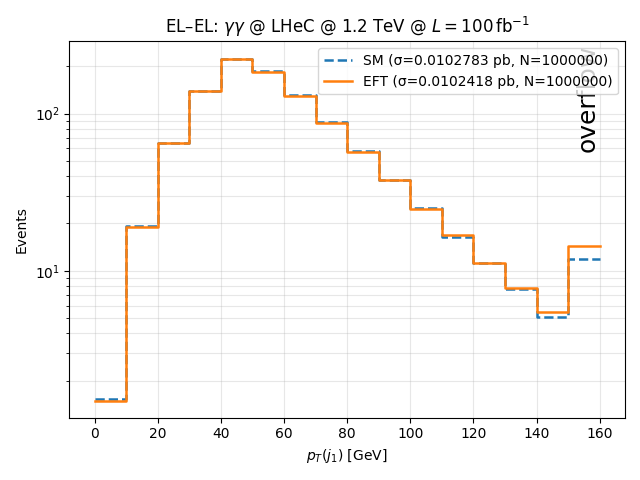 EL–EL: γγ @ LHeC @ 1.2 TeV @ L = 100 fb⁻¹
SM (σ=0.0102783 pb, N=1000000)
EFT (σ=0.0102418 pb, N=1000000)
overflow
Events
10²
10¹
0 20 40 60 80 100 120 140 160
p_T(j₁) [GeV]